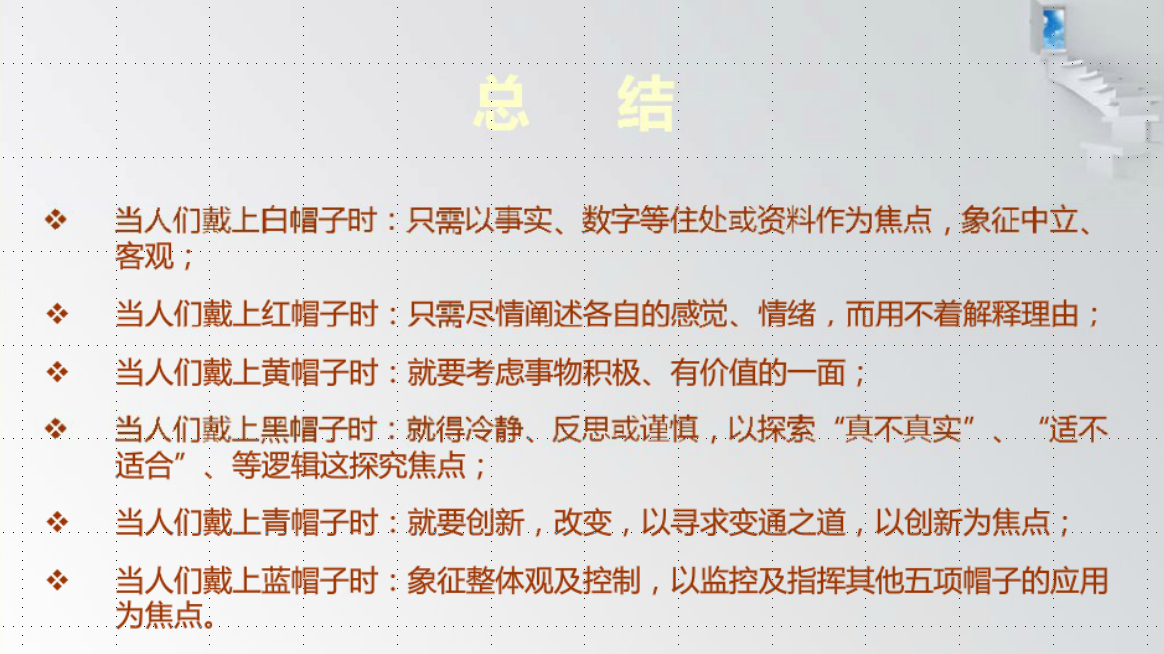 总 结
❖ 当人们戴上白帽子时：只需以事实、数字等住处或资料作为焦点，象征中立、
客观；
❖ 当人们戴上红帽子时：只需尽情阐述各自的感觉、情绪，而用不着解释理由；
❖ 当人们戴上黄帽子时：就要考虑事物积极、有价值的一面；
❖ 当人们戴上黑帽子时：就得冷静、反思或谨慎，以探索“真不真实”、“适不
适合”、等逻辑这探究焦点；
❖ 当人们戴上青帽子时：就要创新，改变，以寻求变通之道，以创新为焦点；
❖ 当人们戴上蓝帽子时：象征整体观及控制，以监控及指挥其他五项帽子的应用
为焦点。